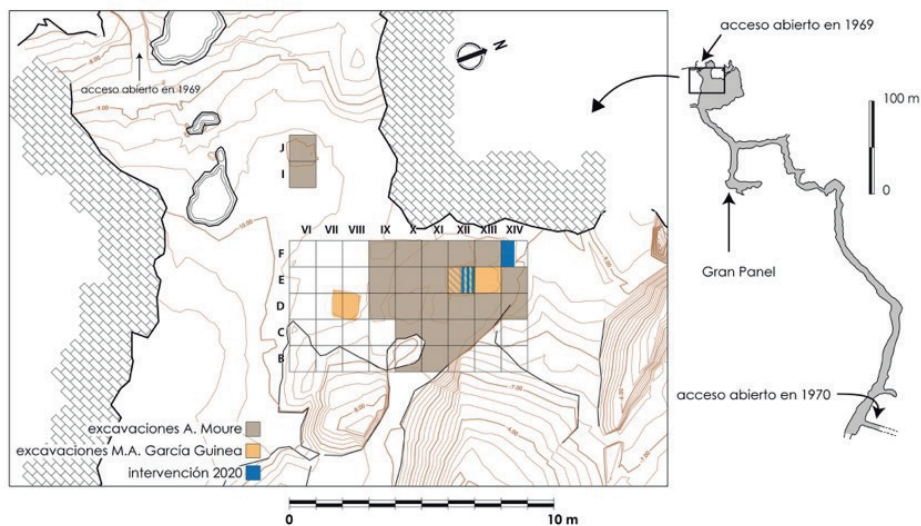 acceso abierto en 1969
N
acceso abierto en 1969
100 m
0
J
I
VI VII VIII IX X XI XII XIII XIV
F
E
D
C
B
Gran Panel
acceso abierto en 1970
excavaciones A. Moure
excavaciones M.A. García Guinea
intervención 2020
0 10 m